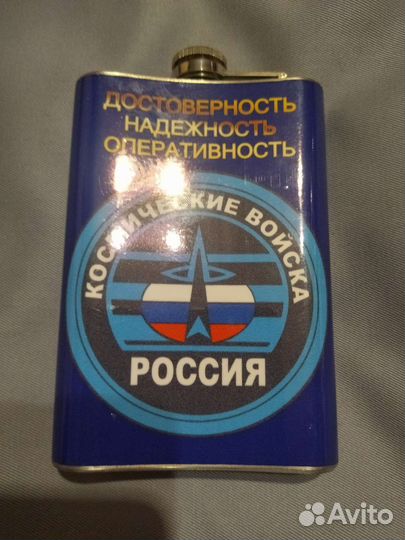 ДОСТОВЕРНОСТЬ
НАДЕЖНОСТЬ
ОПЕРАТИВНОСТЬ
КОСМИЧЕСКИЕ ВОЙСКА
РОССИЯ
Avito